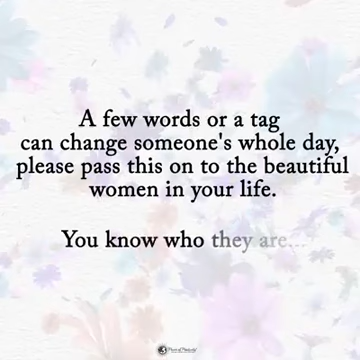 A few words or a tag
can change someone's whole day,
please pass this on to the beautiful
women in your life.
You know who they are...